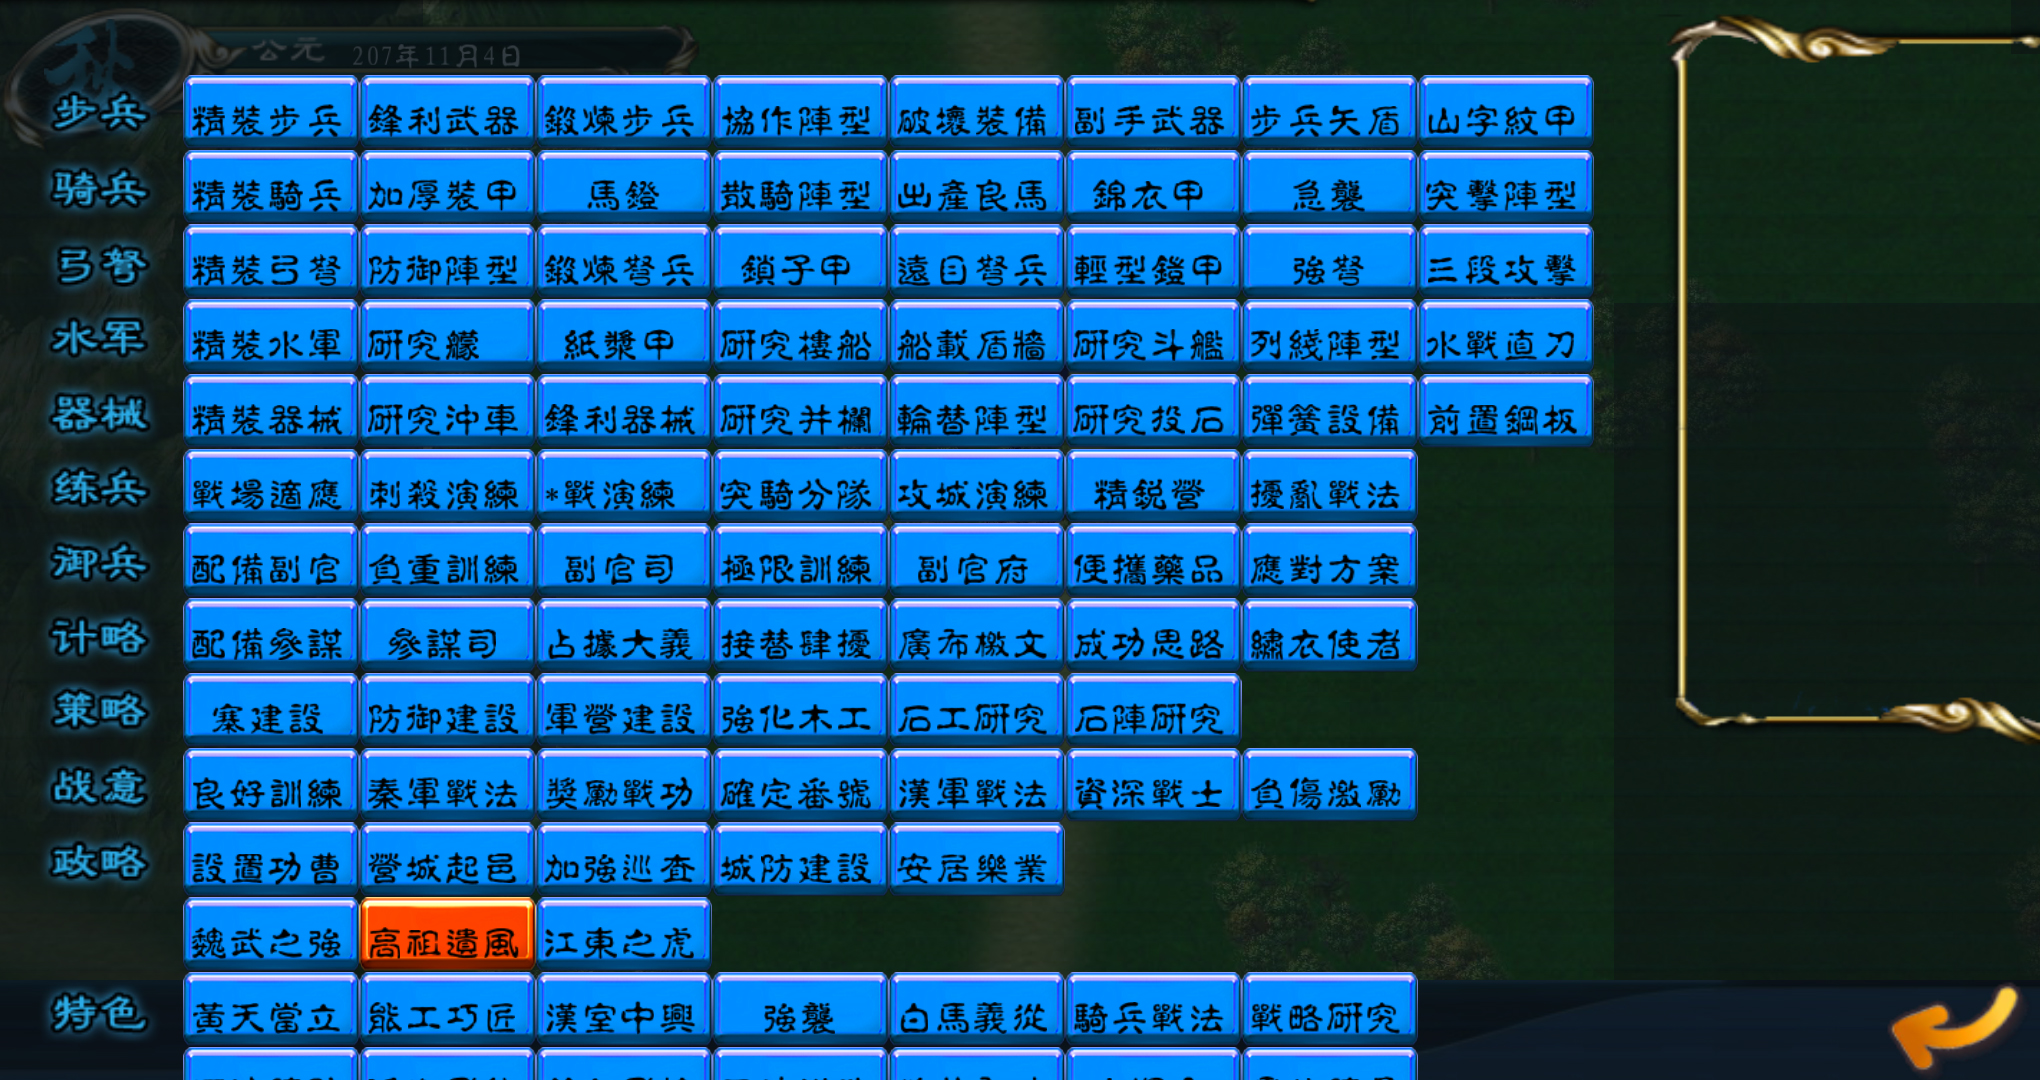 秋 公元 207年11月4日
步兵 精裝步兵 鋒利武器 鍛煉步兵 協作陣型 破壞裝備 副手武器 步兵矢盾 山字紋甲
骑兵 精裝騎兵 加厚裝甲 馬鐙 散騎陣型 出產良馬 錦衣甲 急襲 突擊陣型
弓弩 精裝弓弩 防御陣型 鍛煉弩兵 鎖子甲 遠目弩兵 輕型鎧甲 強弩 三段攻擊
水军 精裝水軍 研究艨 紙漿甲 研究樓船 船載盾牆 研究斗艦 列綫陣型 水戰直刀
器械 精裝器械 研究沖車 鋒利器械 研究井欄 輪替陣型 研究投石 彈簧設備 前置鋼板
练兵 戰場適應 刺殺演練 *戰演練 突騎分隊 攻城演練 精銳營 擾亂戰法
御兵 配備副官 負重訓練 副官司 極限訓練 副官府 便攜藥品 應對方案
计略 配備參謀 參謀司 占據大義 接替肆擾 廣布檄文 成功思路 繡衣使者
策略 寨建設 防御建設 軍營建設 強化木工 石工研究 石陣研究
战意 良好訓練 秦軍戰法 獎勵戰功 確定番號 漢軍戰法 資深戰士 負傷激勵
政略 設置功曹 營城起邑 加強巡查 城防建設 安居樂業
魏武之強 高祖遺風 江東之虎
特色 黃天當立 能工巧匠 漢室中興 強襲 白馬義從 騎兵戰法 戰略研究